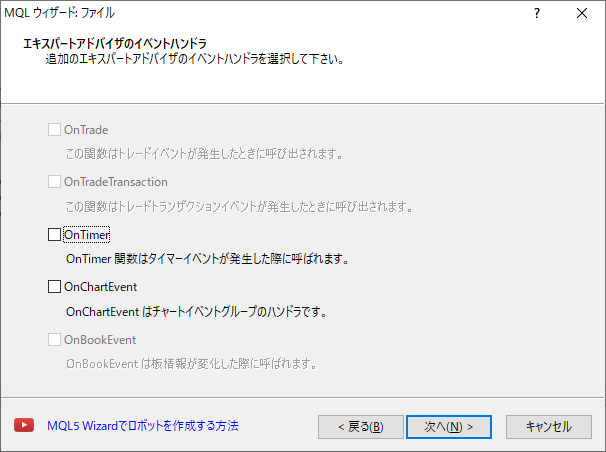 MQL ウィザード: ファイル
?
エキスパートアドバイザのイベントハンドラ
追加のエキスパートアドバイザのイベントハンドラを選択して下さい。
OnTrade
この関数はトレードイベントが発生したときに呼び出されます。
OnTradeTransaction
この関数はトレードトランザクションイベントが発生したときに呼び出されます。
OnTimer
OnTimer 関数はタイマーイベントが発生した際に呼ばれます。
OnChartEvent
OnChartEvent はチャートイベントグループのハンドラです。
OnBookEvent
OnBookEvent は板情報が変化した際に呼ばれます。
MQL5 Wizardでロボットを作成する方法
< 戻る(B)
次へ(N) >
キャンセル